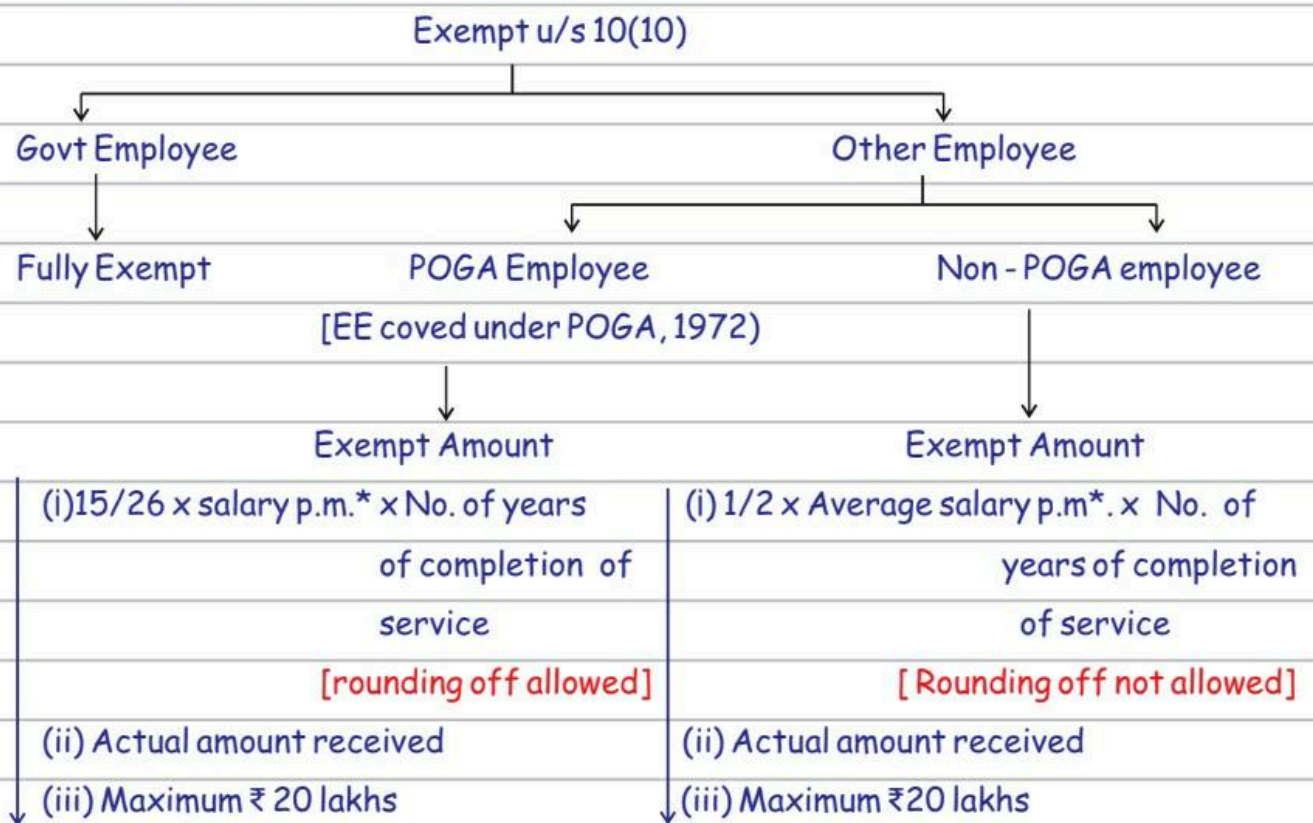 Exempt u/s 10(10)
Govt Employee
Other Employee
Fully Exempt
POGA Employee
Non - POGA employee
[EE coved under POGA, 1972)
Exempt Amount
(i)15/26 x salary p.m.* x No. of years
of completion of
service
[rounding off allowed]
(ii) Actual amount received
(iii) Maximum ₹ 20 lakhs
Exempt Amount
(i) 1/2 x Average salary p.m*. x No. of
years of completion
of service
[ Rounding off not allowed]
(ii) Actual amount received
(iii) Maximum ₹20 lakhs